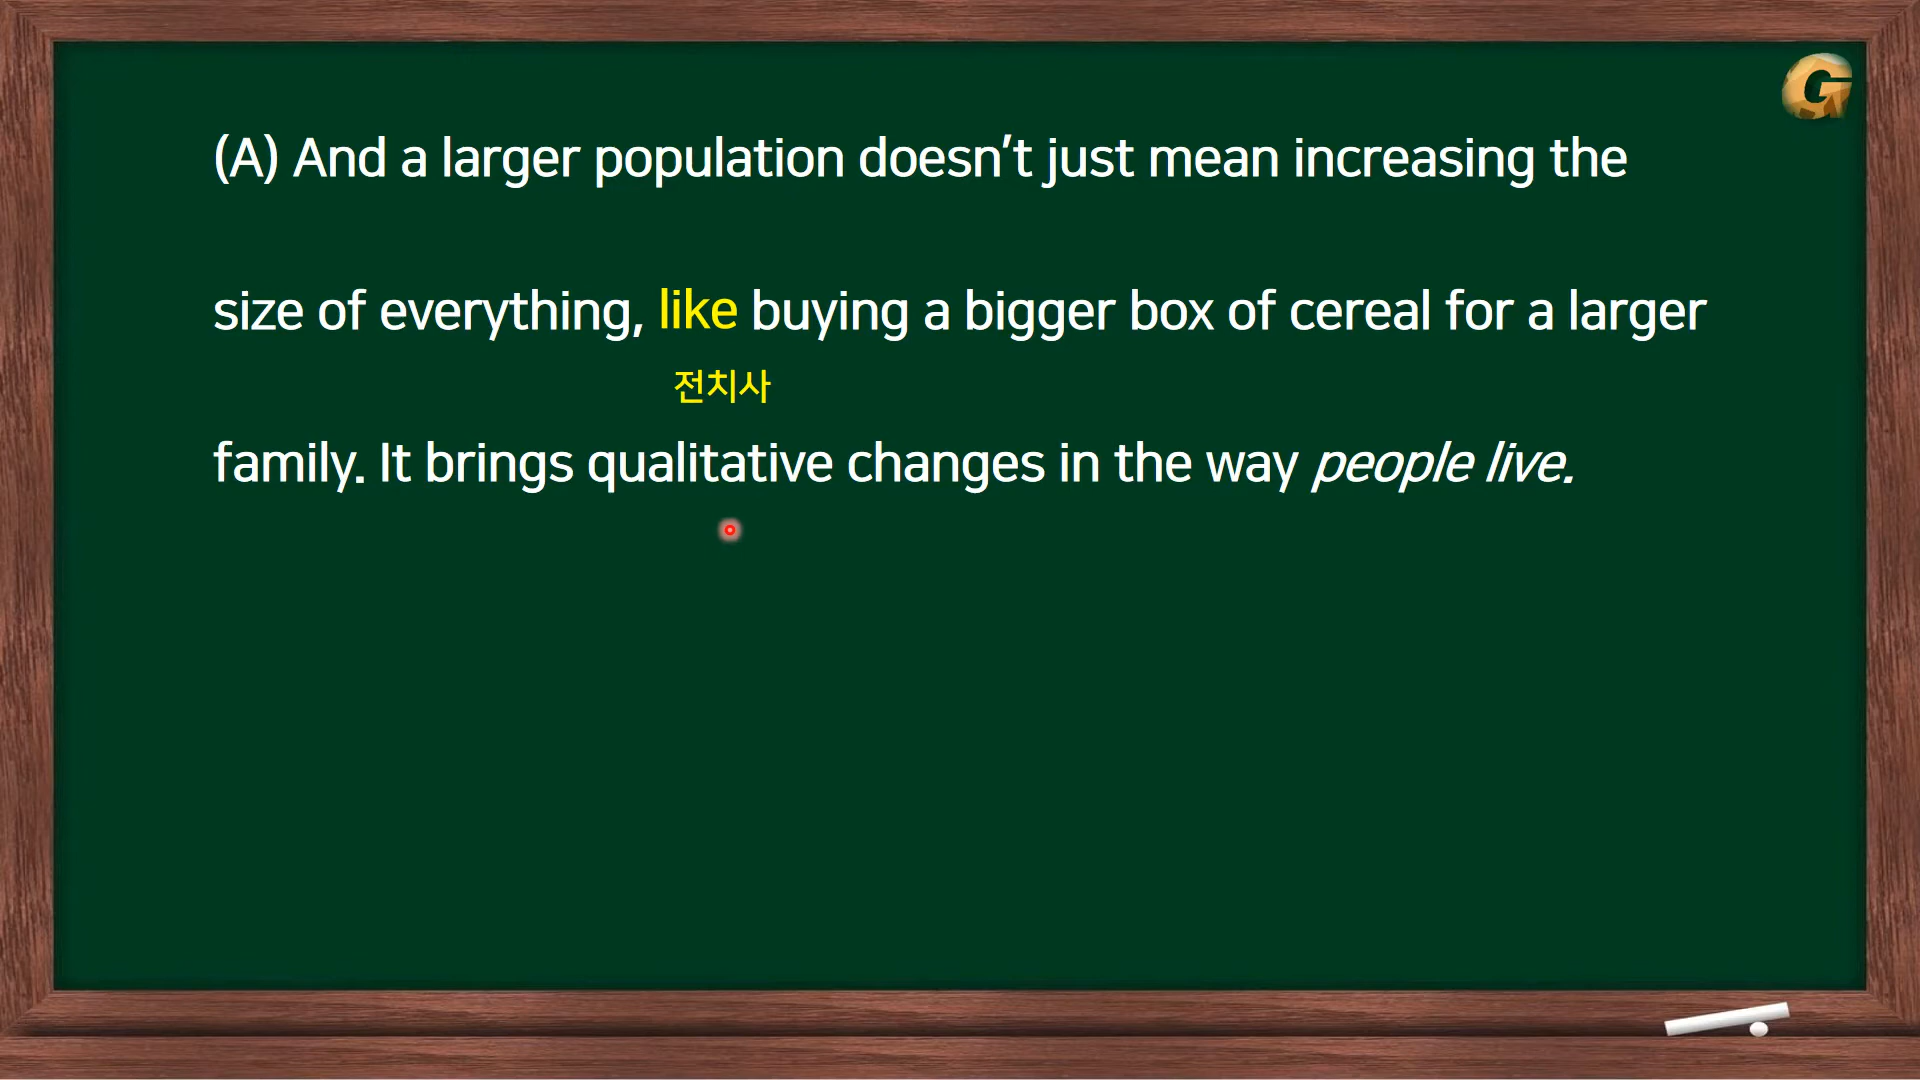 G
(A) And a larger population doesn't just mean increasing the
size of everything, like buying a bigger box of cereal for a larger
전치사
family. It brings qualitative changes in the way people live.